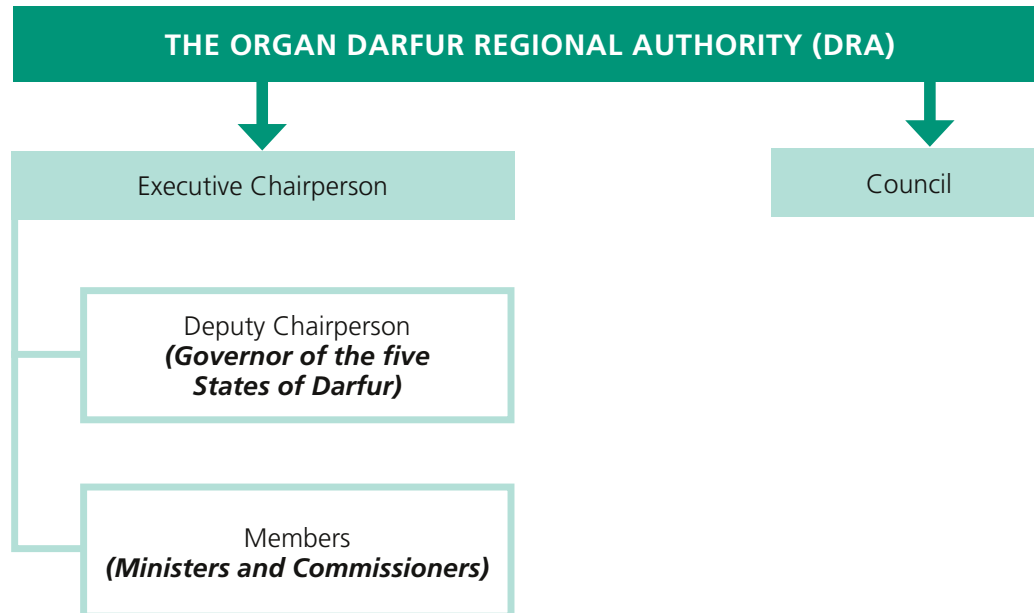 THE ORGAN DARFUR REGIONAL AUTHORITY (DRA)
Executive Chairperson
Council
Deputy Chairperson
(Governor of the five
States of Darfur)
Members
(Ministers and Commissioners)